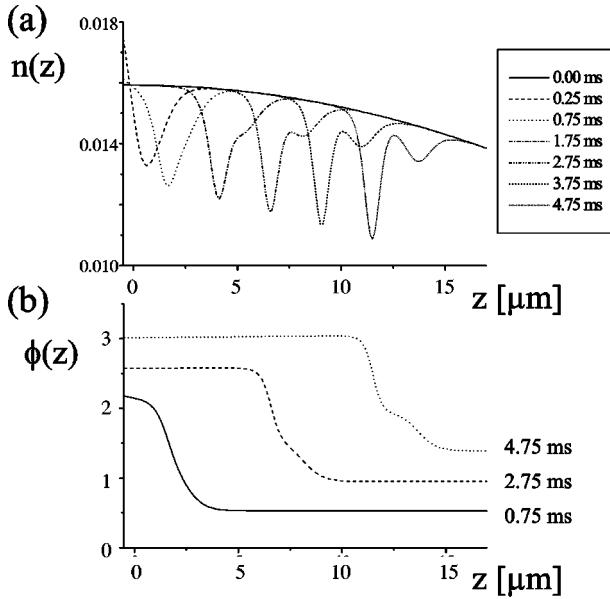 (a)
0.018
n(z)
0.014
0.010
0 5 10 15
z [μm]
0.00 ms
0.25 ms
0.75 ms
1.75 ms
2.75 ms
3.75 ms
4.75 ms
(b)
ϕ(z)
3
2
1
0
4.75 ms
2.75 ms
0.75 ms
0 5 10 15
z [μm]